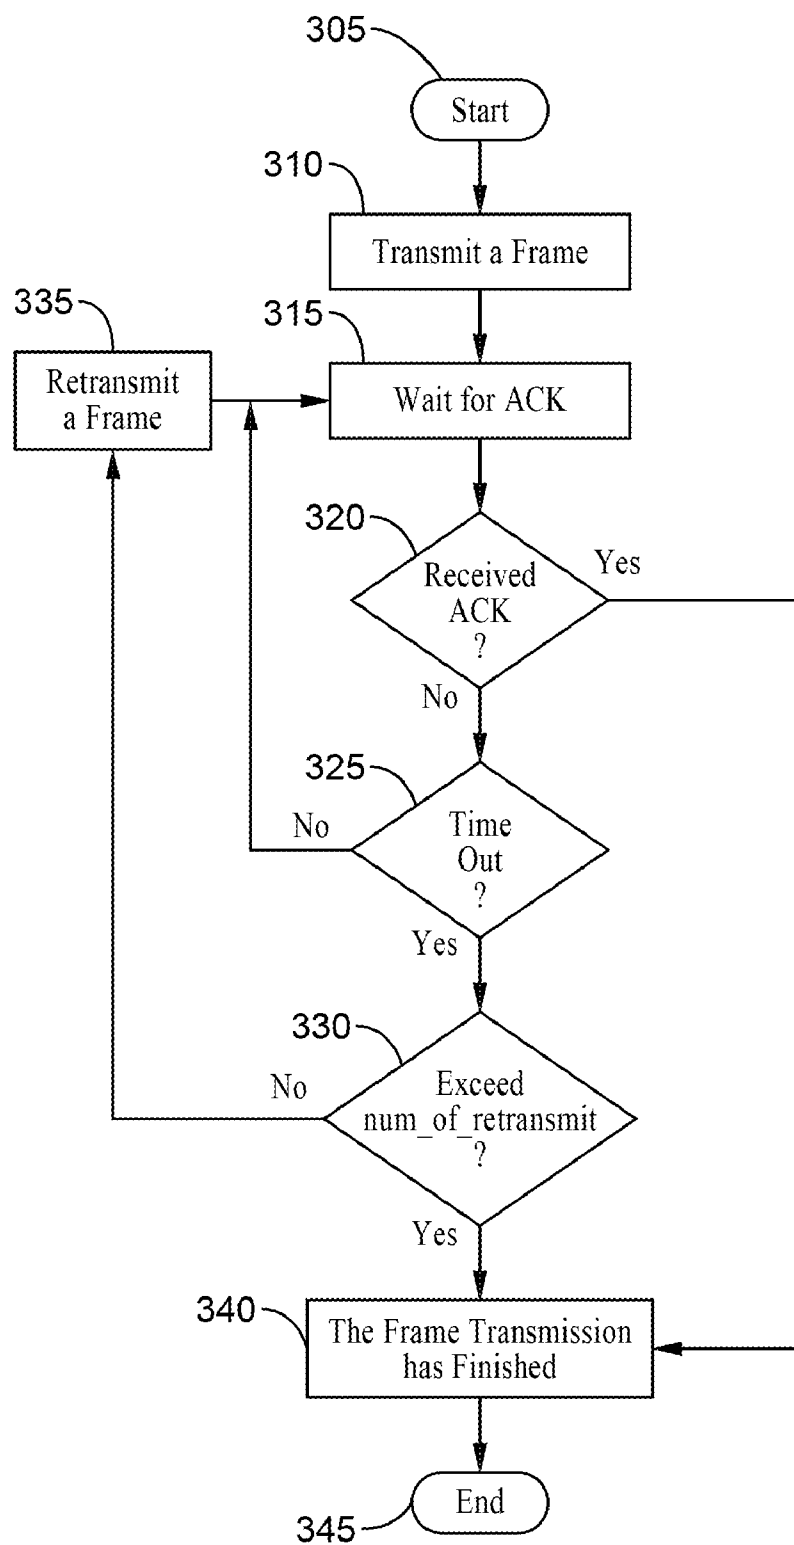 305
Start
310
Transmit a Frame
335
315
Retransmit
a Frame
Wait for ACK
320
Received
ACK
?
Yes
No
325
Time
Out
?
No
Yes
330
Exceed
num_of_retransmit
?
No
Yes
340
The Frame Transmission
has Finished
End
345